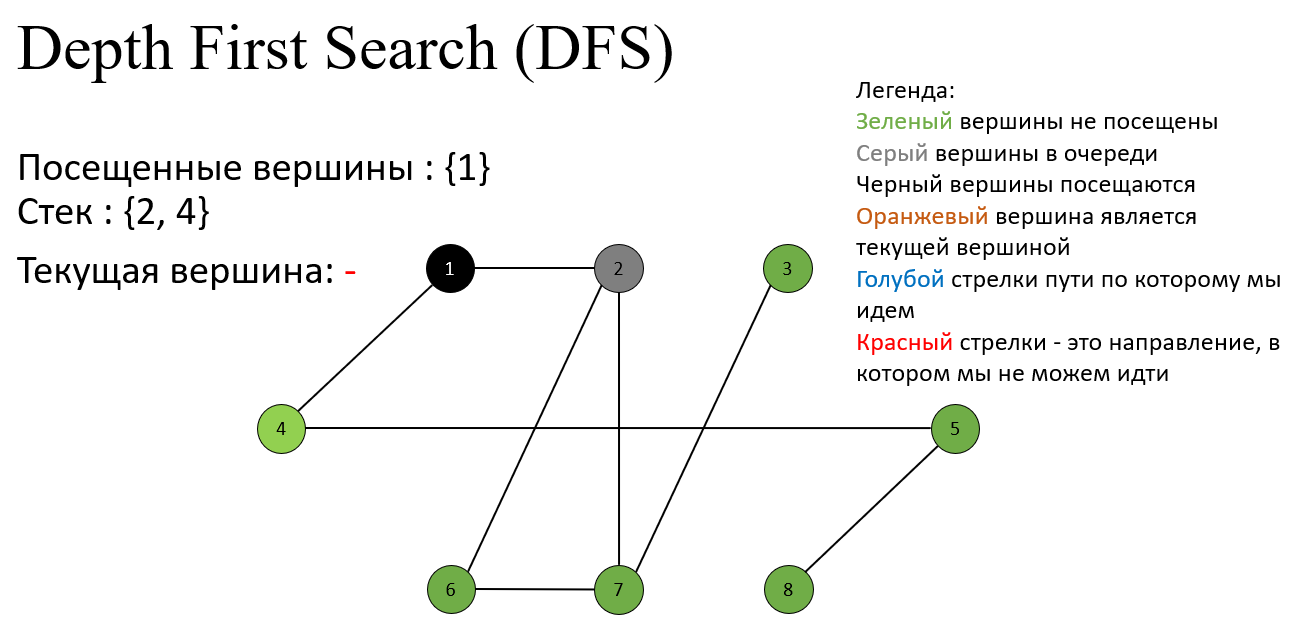 Depth First Search (DFS)
Легенда:
Зеленый вершины не посещены
Серый вершины в очереди
Черный вершины посещаются
Оранжевый вершина является
текущей вершиной
Голубой стрелки пути по которому мы
идем
Красный стрелки - это направление, в
котором мы не можем идти
Посещенные вершины : {1}
Стек : {2, 4}
Текущая вершина: -
1
2
3
4
5
6
7
8